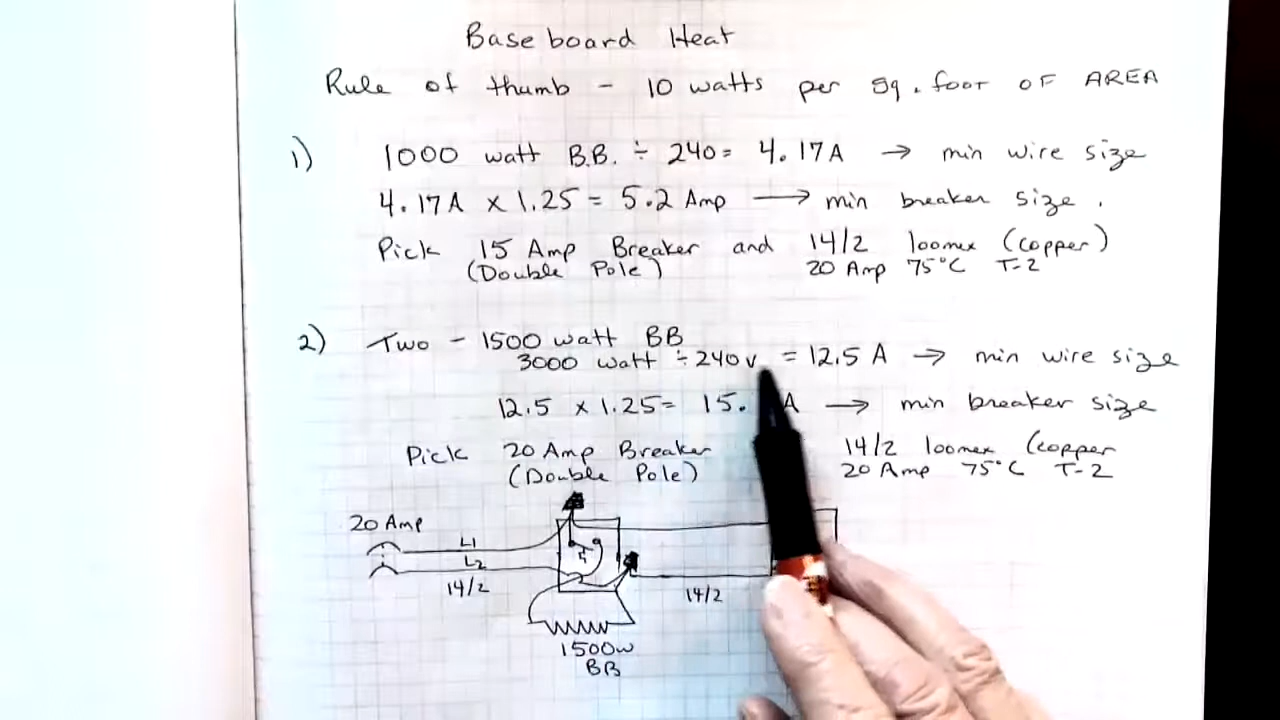 Baseboard Heat
Rule of thumb - 10 watts per sq. foot OF AREA
1) 1000 watt B.B. ÷ 240 = 4.17A → min wire size
4.17A x 1.25 = 5.2 Amp → min breaker size.
Pick 15 Amp Breaker and 14/2 loomex (copper)
(Double Pole) 20 Amp 75°C T-2
2) Two - 1500 watt BB
3000 watt ÷ 240v = 12.5 A → min wire size
12.5 x 1.25 = 15. A → min breaker size
Pick 20 Amp Breaker 14/2 loomex (copper
(Double Pole) 20 Amp 75°C T-2
20 Amp
L1
L2
14/2 14/2
1500w
BB